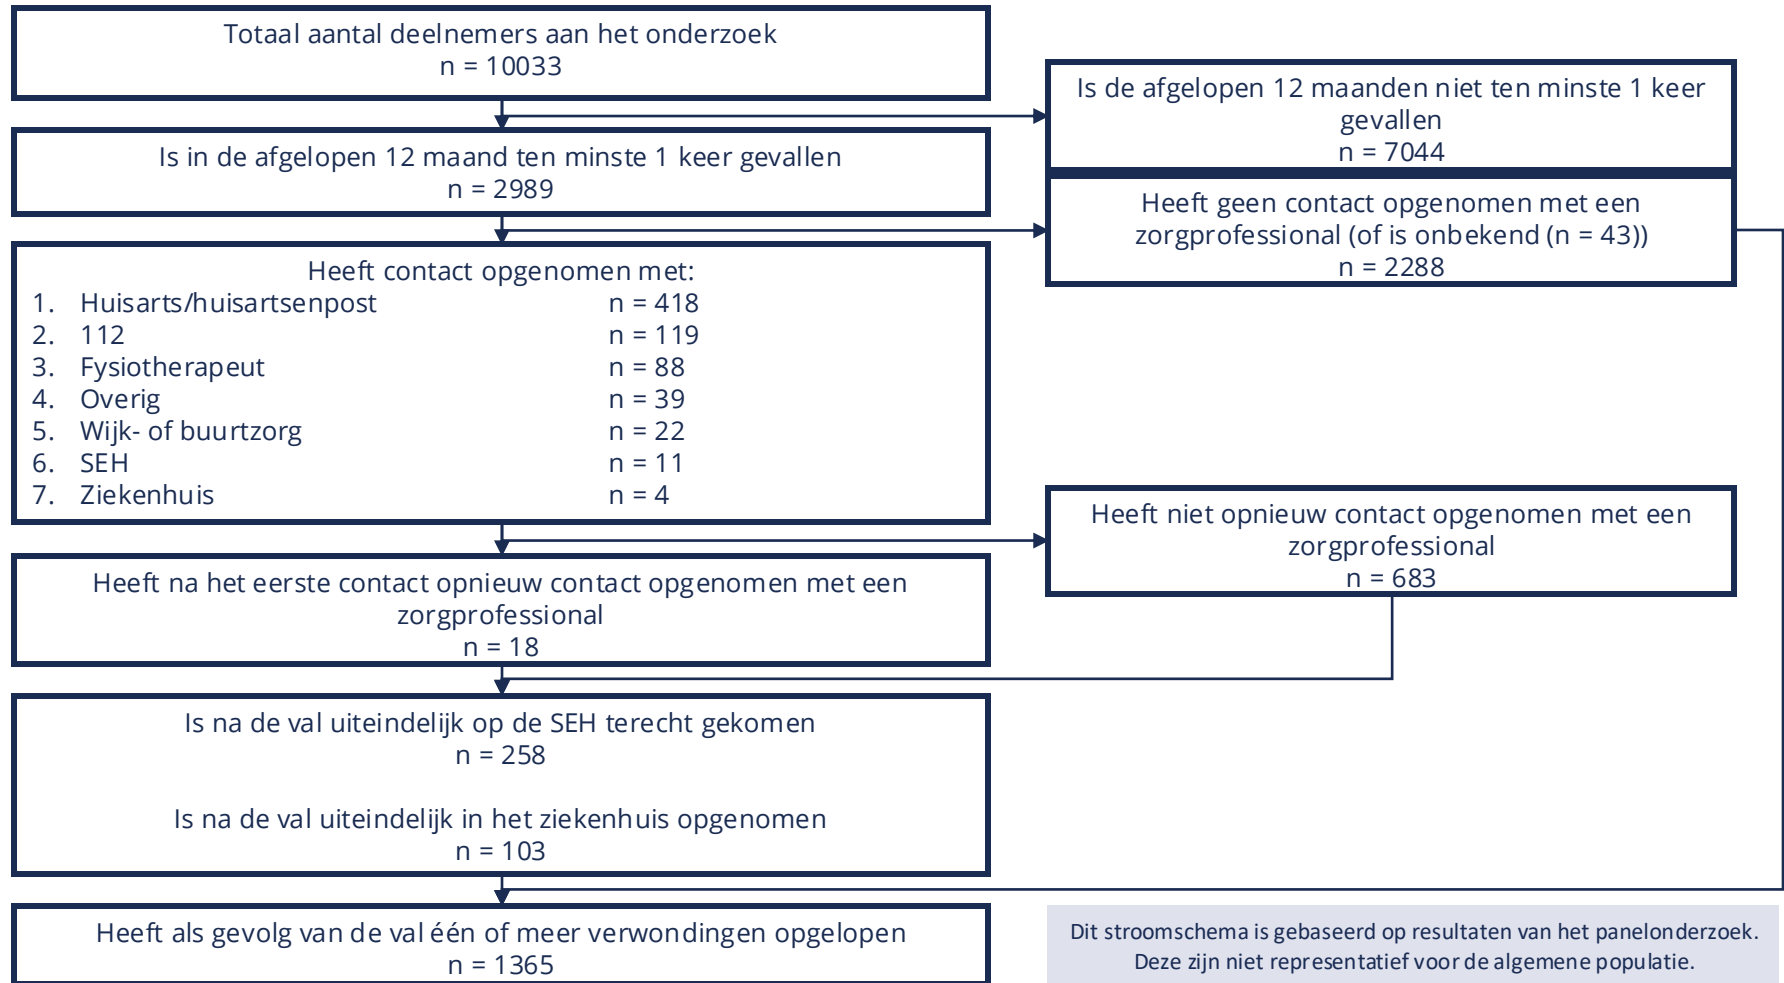 Totaal aantal deelnemers aan het onderzoek
n = 10033
Is de afgelopen 12 maanden niet ten minste 1 keer
gevallen
n = 7044
Is in de afgelopen 12 maand ten minste 1 keer gevallen
n = 2989
Heeft geen contact opgenomen met een
zorgprofessional (of is onbekend (n = 43))
n = 2288
Heeft contact opgenomen met:
1. Huisarts/huisartsenpost n = 418
2. 112 n = 119
3. Fysiotherapeut n = 88
4. Overig n = 39
5. Wijk- of buurtzorg n = 22
6. SEH n = 11
7. Ziekenhuis n = 4
Heeft niet opnieuw contact opgenomen met een
zorgprofessional
n = 683
Heeft na het eerste contact opnieuw contact opgenomen met een
zorgprofessional
n = 18
Is na de val uiteindelijk op de SEH terecht gekomen
n = 258
Is na de val uiteindelijk in het ziekenhuis opgenomen
n = 103
Heeft als gevolg van de val één of meer verwondingen opgelopen
n = 1365
Dit stroomschema is gebaseerd op resultaten van het panelonderzoek.
Deze zijn niet representatief voor de algemene populatie.